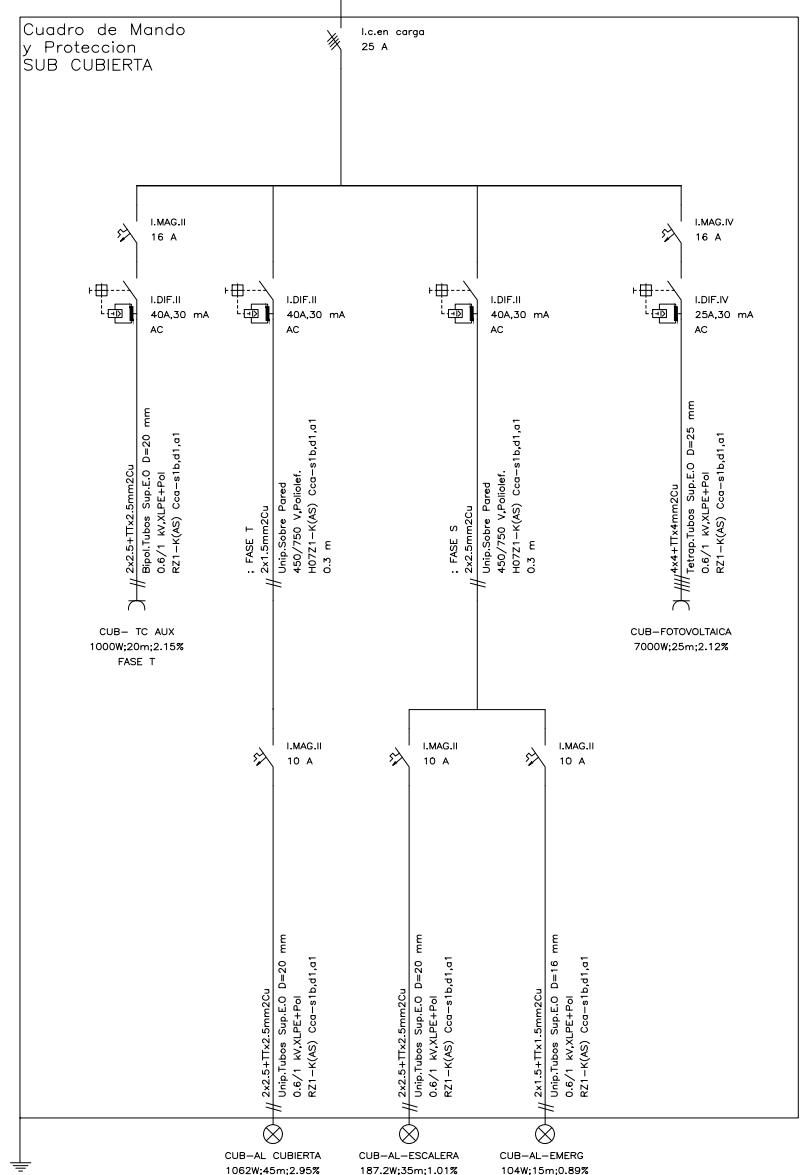 Cuadro de Mando
y Proteccion
SUB CUBIERTA
I.c.en carga
25 A
I.MAG.II
16 A
I.MAG.IV
16 A
I.DIF.II
40A,30 mA
AC
I.DIF.II
40A,30 mA
AC
I.DIF.II
40A,30 mA
AC
I.DIF.IV
25A,30 mA
AC
2x2.5+TTx2.5mm2Cu
Bipol.Tubos Sup.E.O D=20 mm
0.6/1 kV,XLPE+Pol
RZ1-K(AS) Cca-s1b,d1,a1
; FASE T
2x1.5mm2Cu
Unip.Sobre Pared
450/750 V,Poliolef.
H07Z1-K(AS) Cca-s1b,d1,a1
0.3 m
; FASE S
2x2.5mm2Cu
Unip.Sobre Pared
450/750 V,Poliolef.
H07Z1-K(AS) Cca-s1b,d1,a1
0.3 m
4x4+TTx4mm2Cu
Tetrap.Tubos Sup.E.O D=25 mm
0.6/1 kV,XLPE+Pol
RZ1-K(AS) Cca-s1b,d1,a1
CUB- TC AUX
1000W;20m;2.15%
FASE T
CUB-FOTOVOLTAICA
7000W;25m;2.12%
I.MAG.II
10 A
I.MAG.II
10 A
I.MAG.II
10 A
2x2.5+TTx2.5mm2Cu
Unip.Tubos Sup.E.O D=20 mm
0.6/1 kV,XLPE+Pol
RZ1-K(AS) Cca-s1b,d1,a1
2x2.5+TTx2.5mm2Cu
Unip.Tubos Sup.E.O D=20 mm
0.6/1 kV,XLPE+Pol
RZ1-K(AS) Cca-s1b,d1,a1
2x1.5+TTx1.5mm2Cu
Unip.Tubos Sup.E.O D=16 mm
0.6/1 kV,XLPE+Pol
RZ1-K(AS) Cca-s1b,d1,a1
CUB-AL CUBIERTA
1062W;45m;2.95%
CUB-AL-ESCALERA
187.2W;35m;1.01%
CUB-AL-EMERG
104W;15m;0.89%